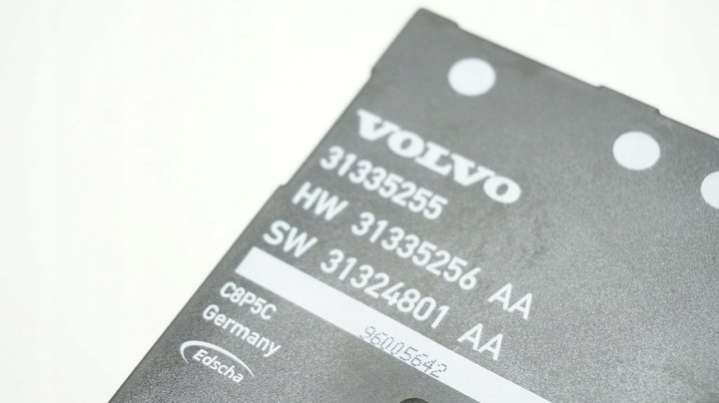 VOLVO
31335255
HW 31335256 AA
SW 31324801 AA
96005642
C8P5C
Germany
Edscha